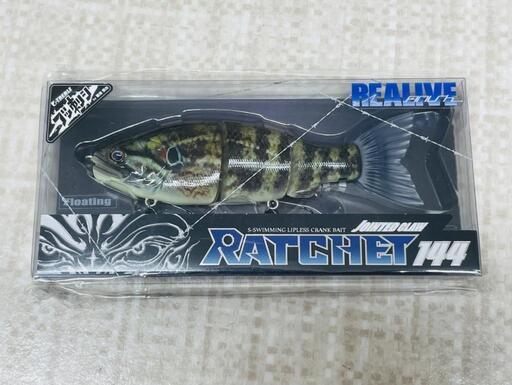 REALIVE
Floating
S-SWIMMING LIPLESS CRANK BAIT
JOINTED CLAW
RATCHET 144